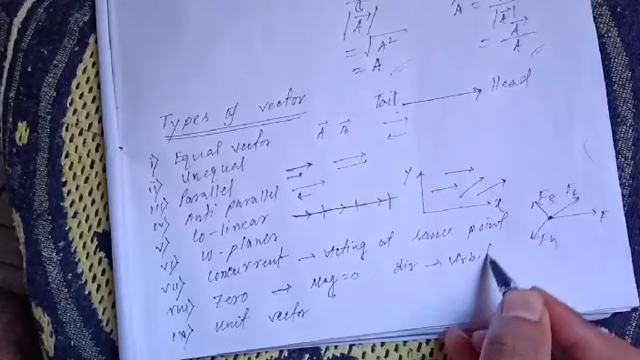 |A⃗|
= √A²
= A
A =
|A⃗|
= A⃗ / A
Types of vector
Tail Head
i) Equal vector A⃗ B⃗
ii) Unequal
iii) Parallel
iv) Anti parallel
v) Co-linear
vi) Co-planer Y X
vii) Concurrent → Acting at same point
viii) Zero → Mag = 0 dir → Arbit
ix) Unit vector